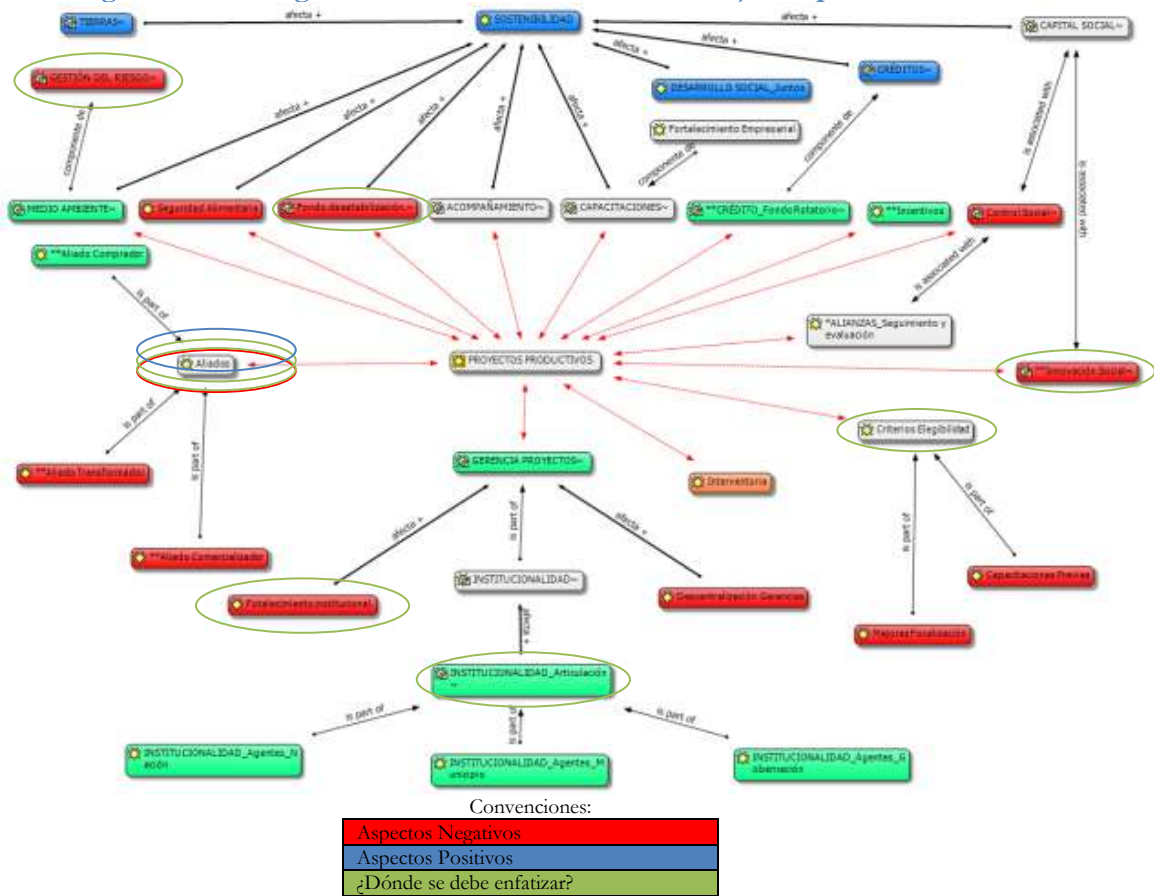 afecta +
TIERRAS~
SOSTENIBILIDAD
afecta +
CAPITAL SOCIAL~
afecta +
afecta +
GESTIÓN DEL RIESGO~
CRÉDITOS~
DESARROLLO SOCIAL_Juntos
afecta +
afecta +
afecta +
afecta +
afecta +
Fortalecimiento Empresarial
componente de
componente de
componente de
is associated with
is associated with
MEDIO AMBIENTE~
Seguridad Alimentaria
ACOMPAÑAMIENTO~
CAPACITACIONES~
**CRÉDITO_Fondo Rotatorio~
**Incentivos
Control Social~
**Aliado Comprador
is part of
is associated with
*ALIANZAS_Seguimiento y
evaluación
Aliados
PROYECTOS PRODUCTIVOS
**Innovación Social~
is part of
is part of
Criterios Elegibilidad
**Aliado Transformador
GERENCIA PROYECTOS~
Interventoria
afecta +
is part of
afecta +
is part of
is part of
**Aliado Comercializador
INSTITUCIONALIDAD~
Capacitaciones Previas
Fotalecimiento institucional
Descentralización Gerencias
afecta +
Mejores Focalización
INSTITUCIONALIDAD_Articulación
~
is part of
is part of
is part of
INSTITUCIONALIDAD_Agentes_N
ación
INSTITUCIONALIDAD_Agentes_M
unicipio
INSTITUCIONALIDAD_Agentes_G
obernación
Convenciones:
Aspectos Negativos
Aspectos Positivos
¿Dónde se debe enfatizar?